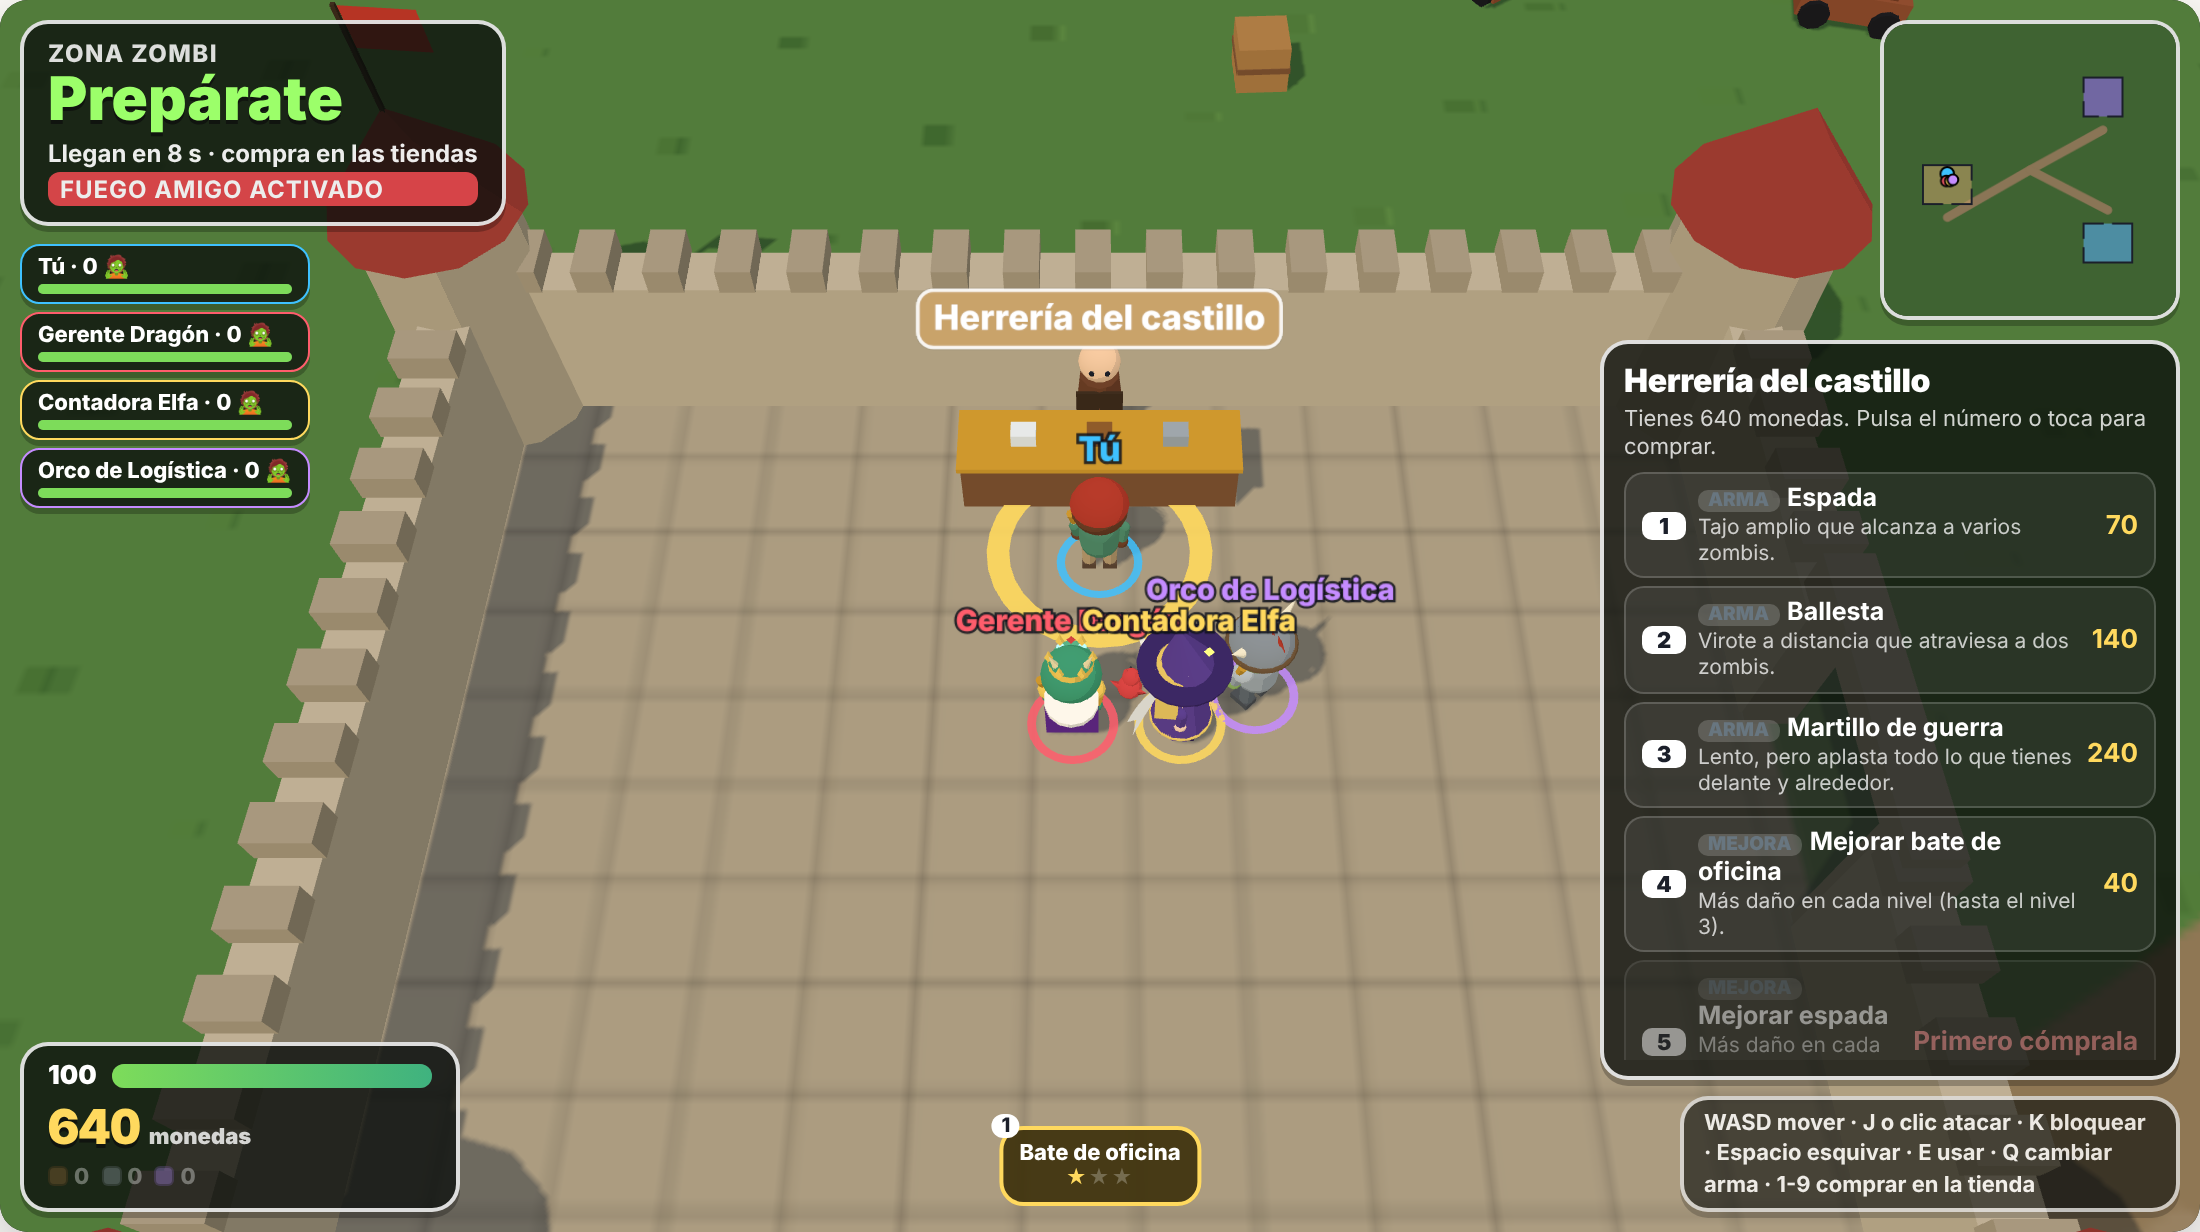 ZONA ZOMBI
Prepárate
Llegan en 8 s · compra en las tiendas
FUEGO AMIGO ACTIVADO
Tú · 0
Gerente Dragón · 0
Contadora Elfa · 0
Orco de Logística · 0
Herrería del castillo
Tú
Orco de Logística
Gerente
Contadora Elfa
Herrería del castillo
Tienes 640 monedas. Pulsa el número o toca para
comprar.
1
ARMA Espada
Tajo amplio que alcanza a varios
zombis.
70
2
ARMA Ballesta
Virote a distancia que atraviesa a dos
zombis.
140
3
ARMA Martillo de guerra
Lento, pero aplasta todo lo que tienes
delante y alrededor.
240
4
MEJORA Mejorar bate de
oficina
Más daño en cada nivel (hasta el nivel
3).
40
5
MEJORA
Mejorar espada
Más daño en cada
Primero cómprala
100
640 monedas
0 0 0
1
Bate de oficina
WASD mover · J o clic atacar · K bloquear
· Espacio esquivar · E usar · Q cambiar
arma · 1-9 comprar en la tienda